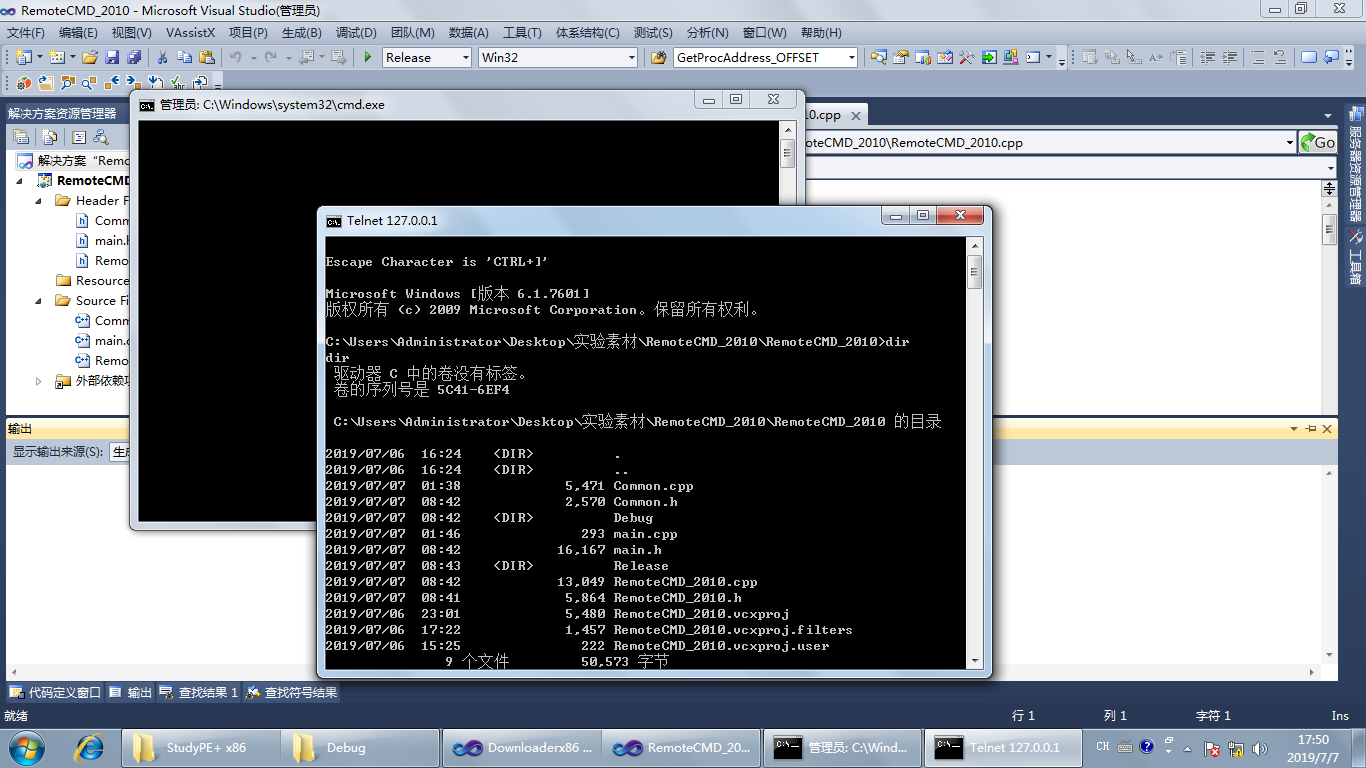 RemoteCMD_2010 - Microsoft Visual Studio(管理员)
文件(F) 编辑(E) 视图(V) VAssistX 项目(P) 生成(B) 调试(D) 团队(M) 数据(A) 工具(T) 体系结构(C) 测试(S) 分析(N) 窗口(W) 帮助(H)
Release Win32 GetProcAddress_OFFSET
解决方案资源管理器
管理员: C:\Windows\system32\cmd.exe
10.cpp
oteCMD_2010\RemoteCMD_2010.cpp
Go
解决方案 “Remo
RemoteCMD
Header F
Comm
main.h
Remo
Resource
Source Fi
Comm
main.c
Remo
外部依赖项
服务器资源管理器
工具箱
Telnet 127.0.0.1
Escape Character is 'CTRL+]'
Microsoft Windows [版本 6.1.7601]
版权所有 (c) 2009 Microsoft Corporation。保留所有权利。
C:\Users\Administrator\Desktop\实验素材\RemoteCMD_2010\RemoteCMD_2010>dir
dir
驱动器 C 中的卷没有标签。
卷的序列号是 5C41-6EF4
C:\Users\Administrator\Desktop\实验素材\RemoteCMD_2010\RemoteCMD_2010 的目录
2019/07/06 16:24 <DIR> .
2019/07/06 16:24 <DIR> ..
2019/07/07 01:38 5,471 Common.cpp
2019/07/07 08:42 2,570 Common.h
2019/07/07 08:42 <DIR> Debug
2019/07/07 01:46 293 main.cpp
2019/07/07 08:42 16,167 main.h
2019/07/07 08:43 <DIR> Release
2019/07/07 08:42 13,049 RemoteCMD_2010.cpp
2019/07/07 08:41 5,864 RemoteCMD_2010.h
2019/07/06 23:01 5,480 RemoteCMD_2010.vcxproj
2019/07/06 17:22 1,457 RemoteCMD_2010.vcxproj.filters
2019/07/06 15:25 222 RemoteCMD_2010.vcxproj.user
9 个文件 50,573 字节
输出
显示输出来源(S): 生成
代码定义窗口 输出 查找结果 1 查找符号结果
就绪 行 1 列 1 字符 1 Ins
StudyPE+ x86 Debug Downloaderx86 ... RemoteCMD_20... 管理员: C:\Wind... Telnet 127.0.0.1 CH 17:50
2019/7/7